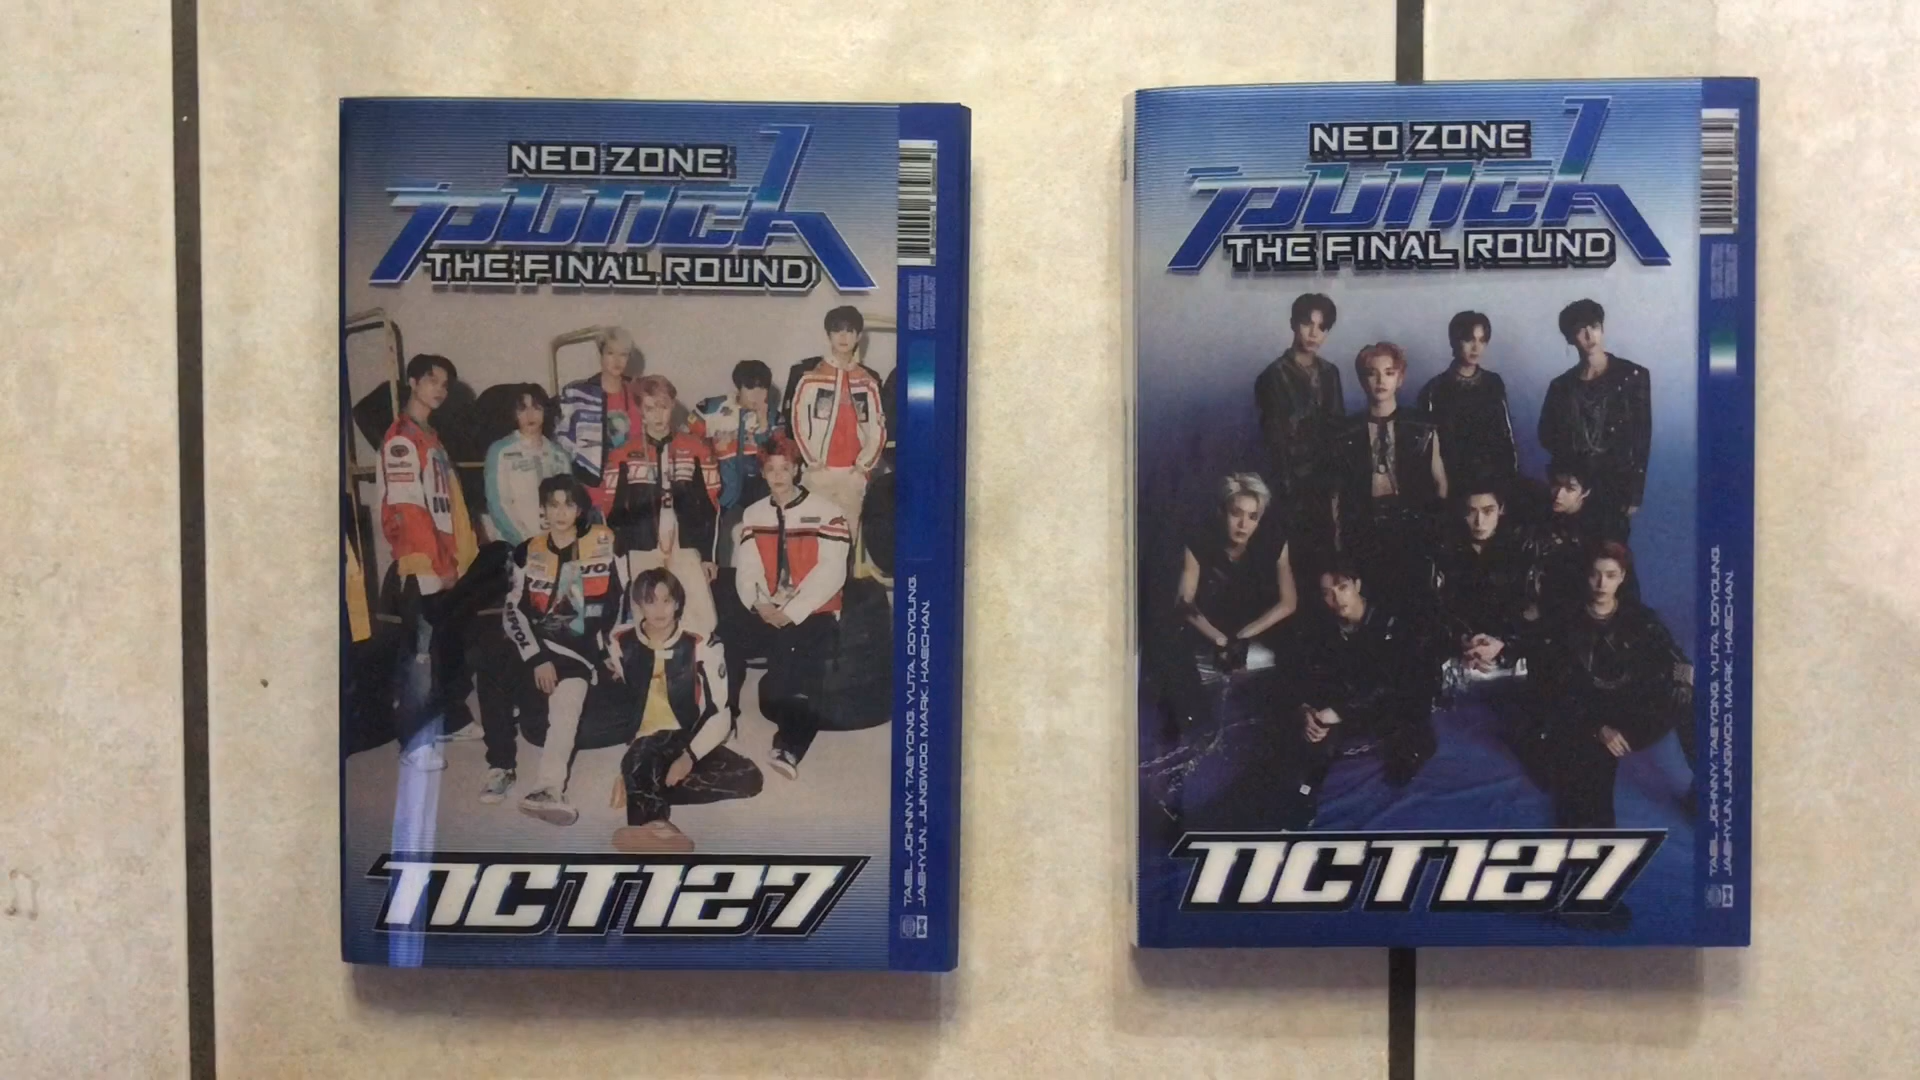 NEO ZONE
PUNCH
THE FINAL ROUND
NCT127
TAEIL. JOHNNY. TAEYONG. YUTA. DOYOUNG.
JAEHYUN. JUNGWOO. MARK. HAECHAN.
NEO ZONE
PUNCH
THE FINAL ROUND
NCT127
TAEIL. JOHNNY. TAEYONG. YUTA. DOYOUNG.
JAEHYUN. JUNGWOO. MARK. HAECHAN.